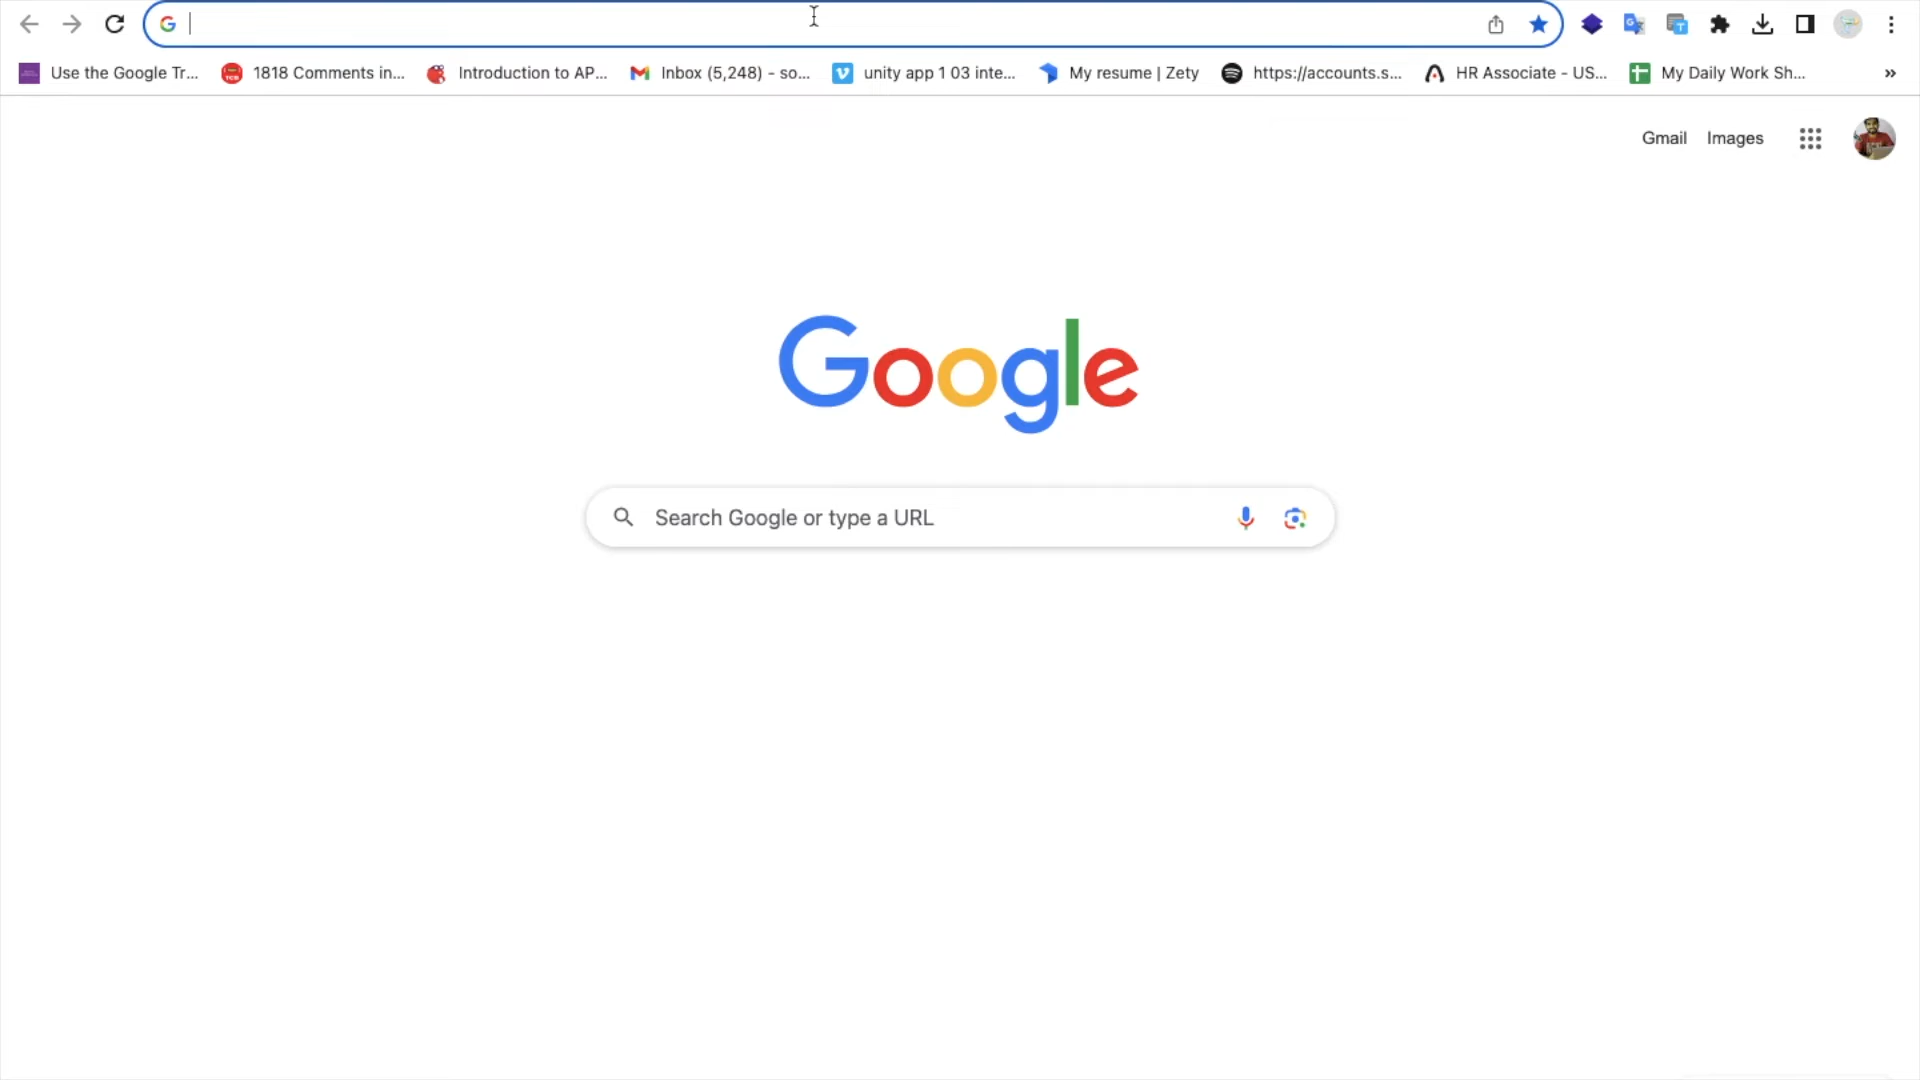 Use the Google Tr...
1818 Comments in...
Introduction to AP...
Inbox (5,248) - so...
unity app 1 03 inte...
My resume | Zety
https://accounts.s...
HR Associate - US...
My Daily Work Sh...
»
Gmail
Images
Google
Search Google or type a URL